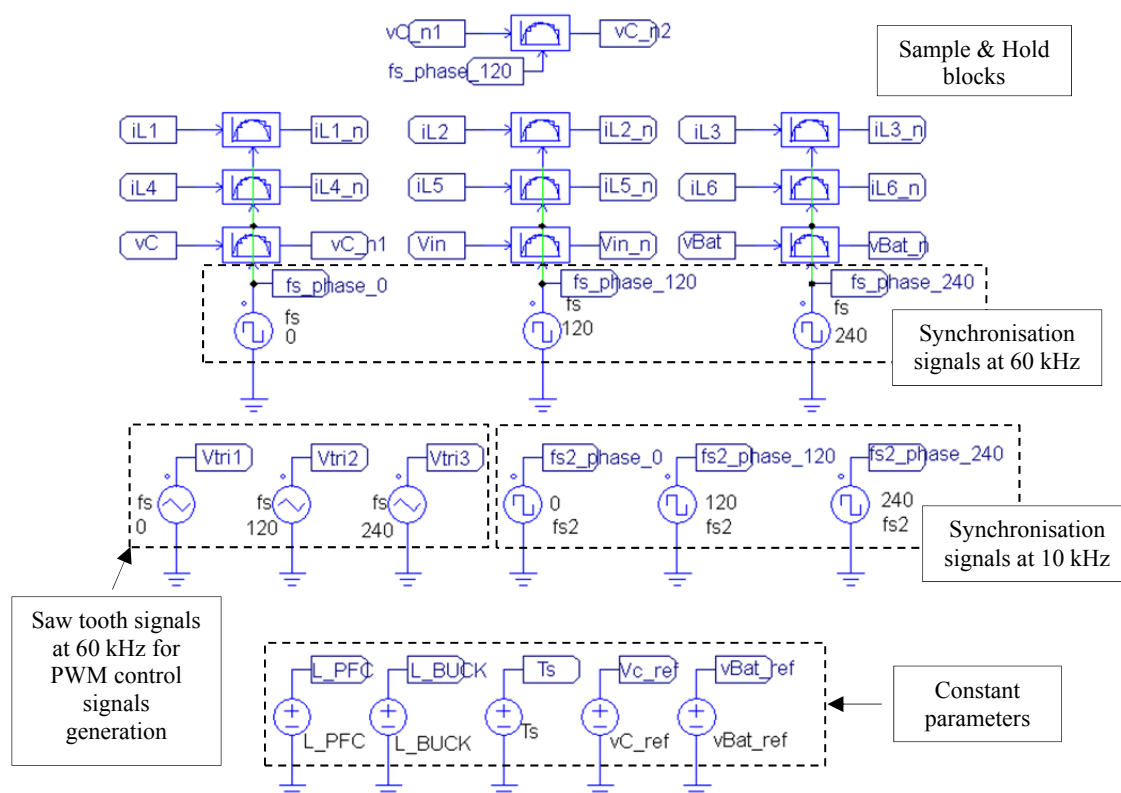 vC_n1
vC_n2
fs_phase_120
Sample & Hold
blocks
iL1
iL1_n
iL2
iL2_n
iL3
iL3_n
iL4
iL4_n
iL5
iL5_n
iL6
iL6_n
vC
vC_n1
Vin
Vin_n
vBat
vBat_n
fs_phase_0
fs_phase_120
fs_phase_240
fs
0
fs
120
fs
240
Synchronisation
signals at 60 kHz
Vtri1
Vtri2
Vtri3
fs
0
fs
120
fs
240
fs2_phase_0
fs2_phase_120
fs2_phase_240
0
fs2
120
fs2
240
fs2
Synchronisation
signals at 10 kHz
Saw tooth signals
at 60 kHz for
PWM control
signals
generation
L_PFC
L_BUCK
Ts
Vc_ref
vBat_ref
L_PFC
L_BUCK
Ts
vC_ref
vBat_ref
Constant
parameters